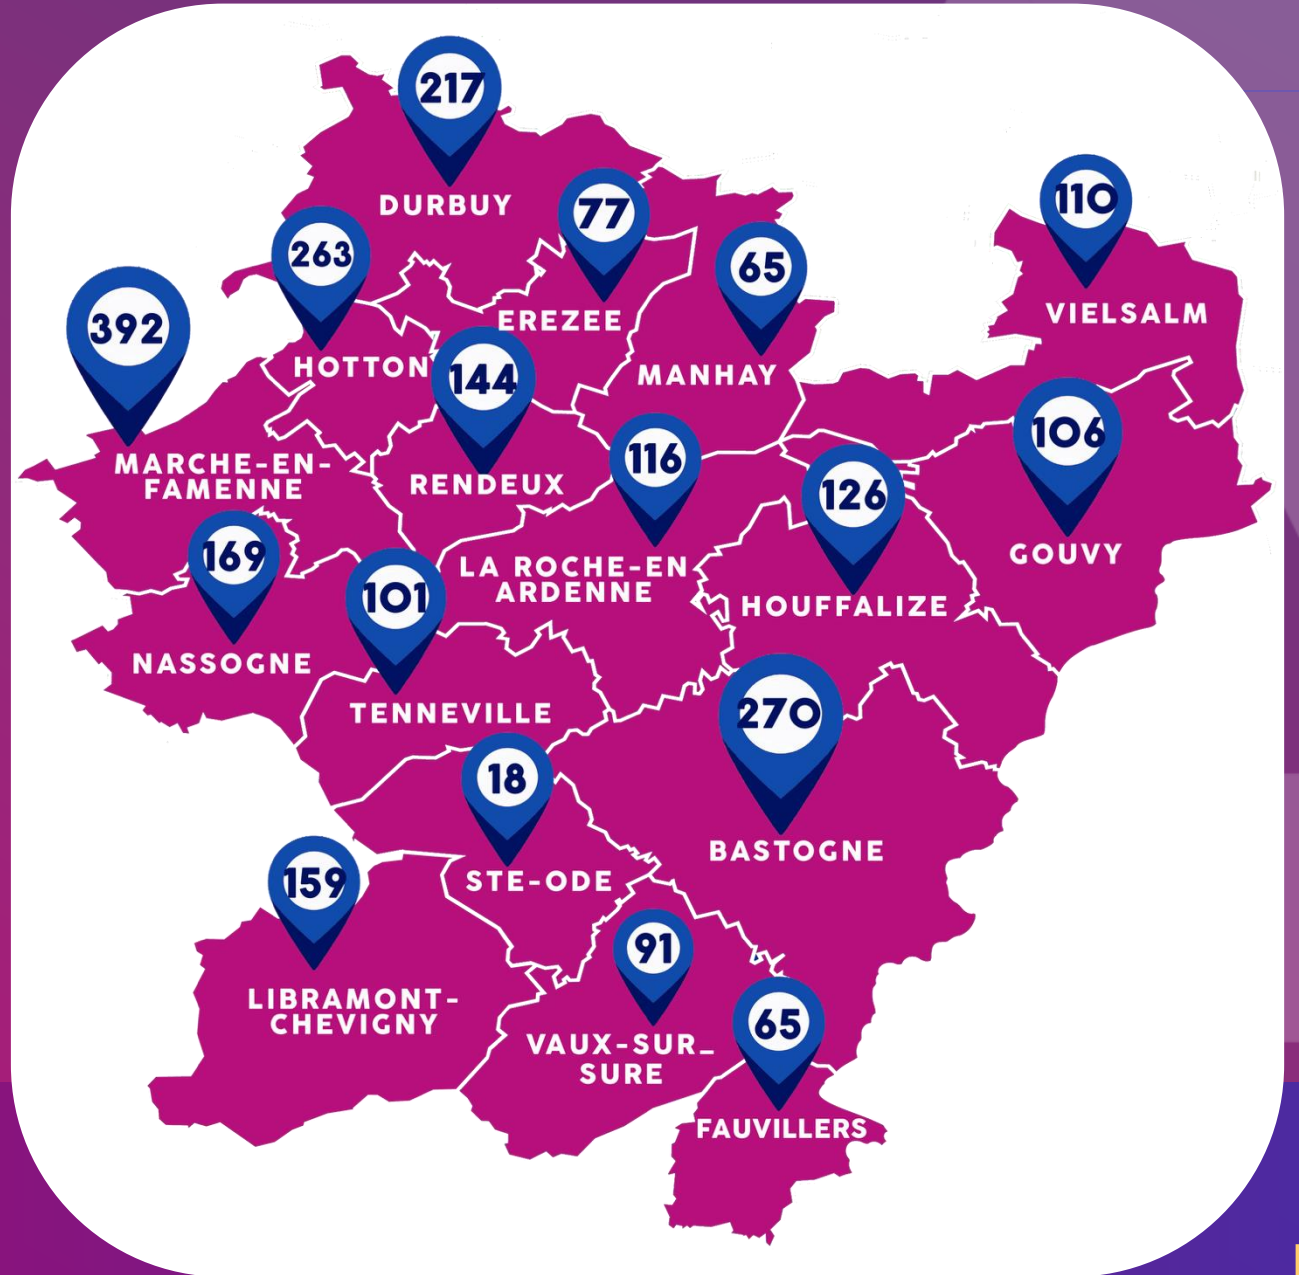 217
DURBUY
77
EREZEE
65
MANHAY
110
VIELSALM
263
HOTTON
392
MARCHE-EN-
FAMENNE
144
RENDEUX
116
LA ROCHE-EN
ARDENNE
126
HOUFFALIZE
106
GOUVY
169
NASSOGNE
101
TENNEVILLE
270
BASTOGNE
18
STE-ODE
159
LIBRAMONT-
CHEVIGNY
91
VAUX-SUR_
SURE
65
FAUVILLERS